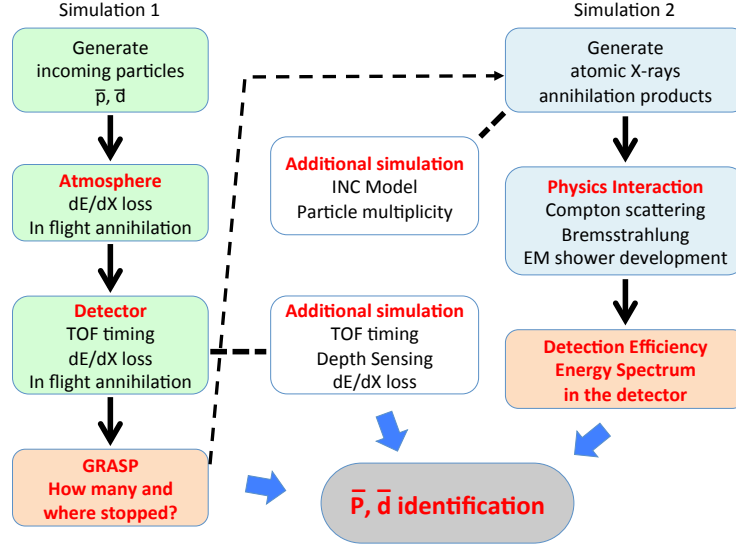 Simulation 1
Generate
incoming particles
p̅, d̅
Atmosphere
dE/dX loss
In flight annihilation
Detector
TOF timing
dE/dX loss
In flight annihilation
GRASP
How many and
where stopped?
Additional simulation
INC Model
Particle multiplicity
Additional simulation
TOF timing
Depth Sensing
dE/dX loss
Simulation 2
Generate
atomic X-rays
annihilation products
Physics Interaction
Compton scattering
Bremsstrahlung
EM shower development
Detection Efficiency
Energy Spectrum
in the detector
P̅, d̅ identification